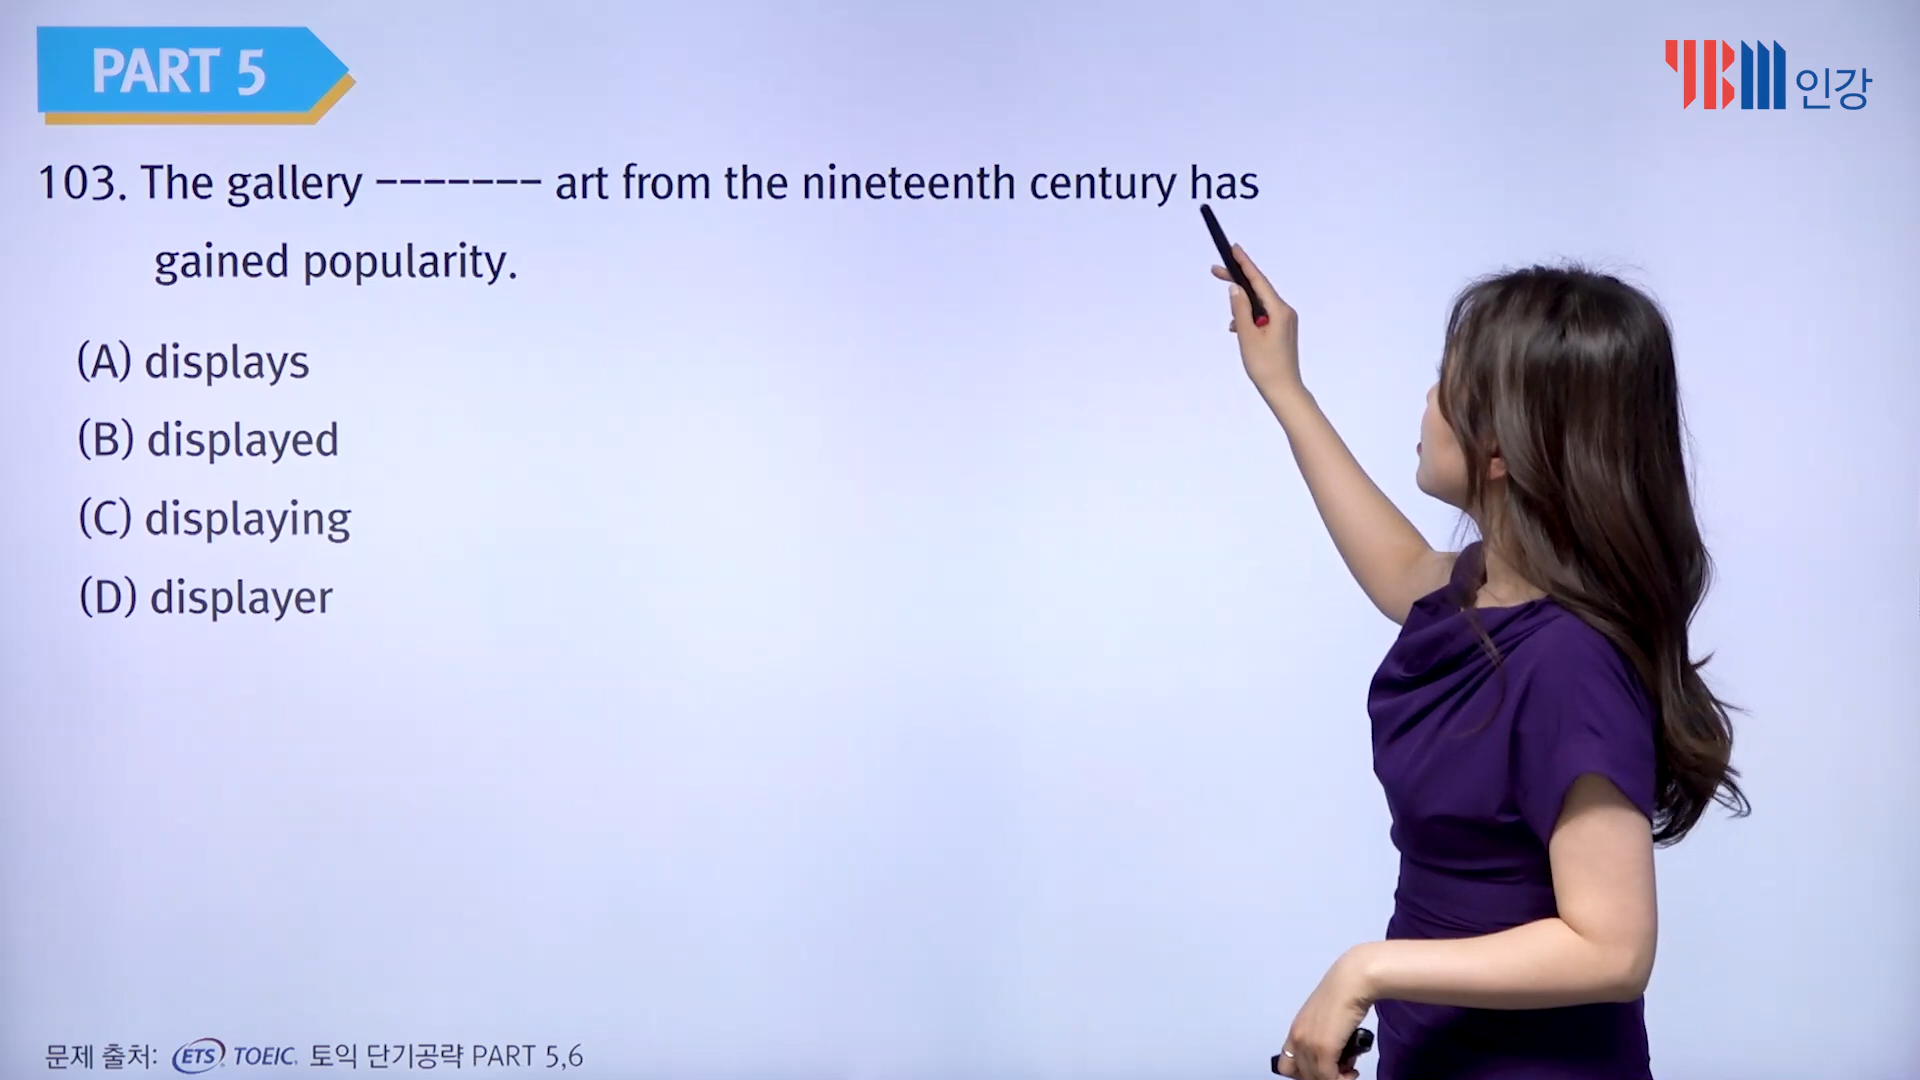 PART 5
YBM 인강
103. The gallery ------- art from the nineteenth century has
gained popularity.
(A) displays
(B) displayed
(C) displaying
(D) displayer
문제 출처: ETS TOEIC. 토익 단기공략 PART 5,6